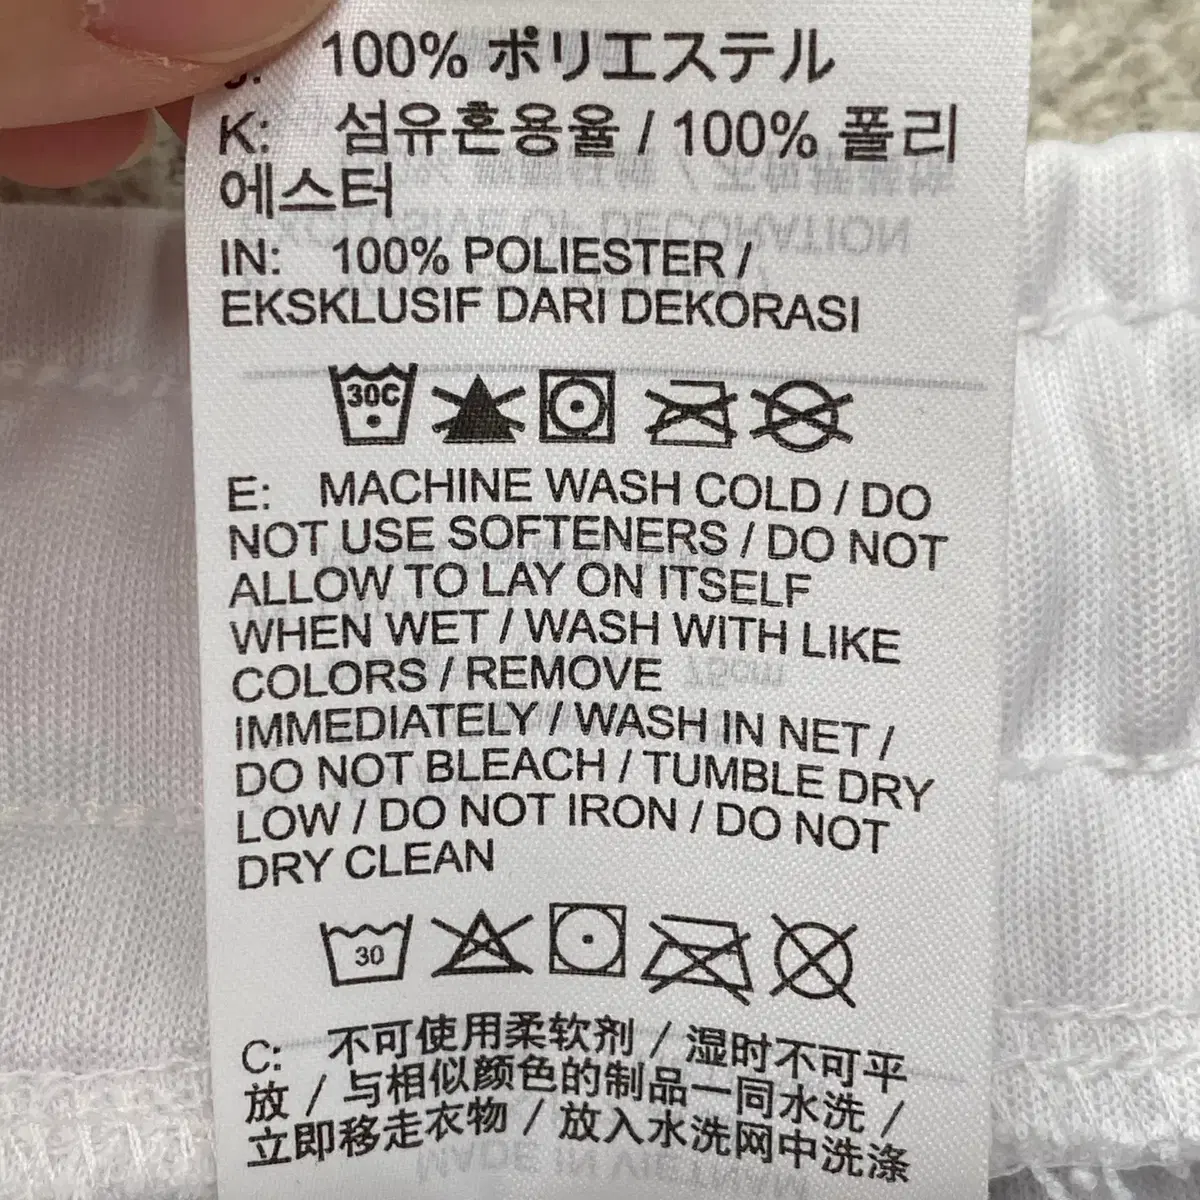 J: 100% ポリエステル
K: 섬유혼용율 / 100% 폴리
에스터
IN: 100% POLIESTER /
EKSKLUSIF DARI DEKORASI
30C
E: MACHINE WASH COLD / DO
NOT USE SOFTENERS / DO NOT
ALLOW TO LAY ON ITSELF
WHEN WET / WASH WITH LIKE
COLORS / REMOVE
IMMEDIATELY / WASH IN NET /
DO NOT BLEACH / TUMBLE DRY
LOW / DO NOT IRON / DO NOT
DRY CLEAN
30
C: 不可使用柔软剂 / 湿时不可平
放 / 与相似颜色的制品一同水洗 /
立即移走衣物 / 放入水洗网中洗涤